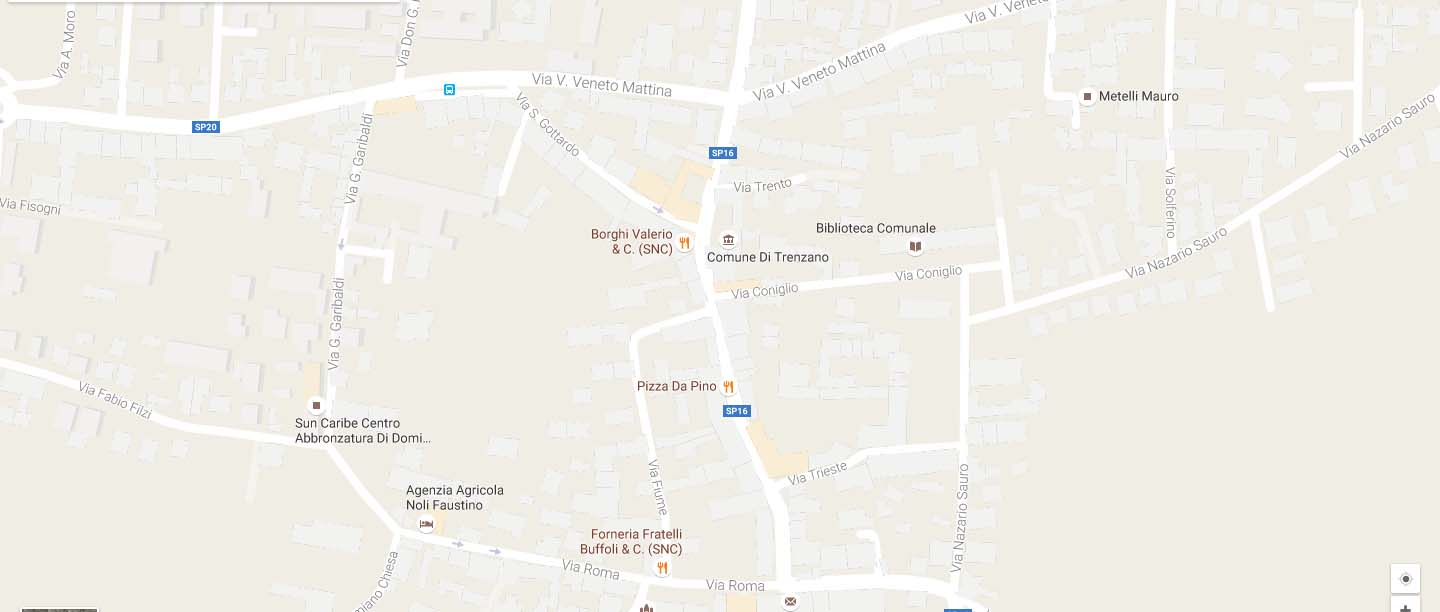 Via A. Moro
Via Don G.
Via V. Veneto Mattina
Via V. Veneto Mattina
Via V.
Metelli Mauro
SP20
Via G. Garibaldi
Via S. Gottardo
SP16
Via Nazario Sauro
Via Trento
Via Solferino
Via Fisogni
Borghi Valerio
& C. (SNC)
Comune Di Trenzano
Biblioteca Comunale
Via Nazario Sauro
Via Coniglio
Via Coniglio
Via G. Garibaldi
Pizza Da Pino
SP16
Via Fabio Filzi
Sun Caribe Centro
Abbronzatura Di Domi...
Via Trieste
Via Fiume
Agenzia Agricola
Noli Faustino
Via Nazario Sauro
Forneria Fratelli
Buffoli & C. (SNC)
Via Roma
Via Roma
miano Chiesa